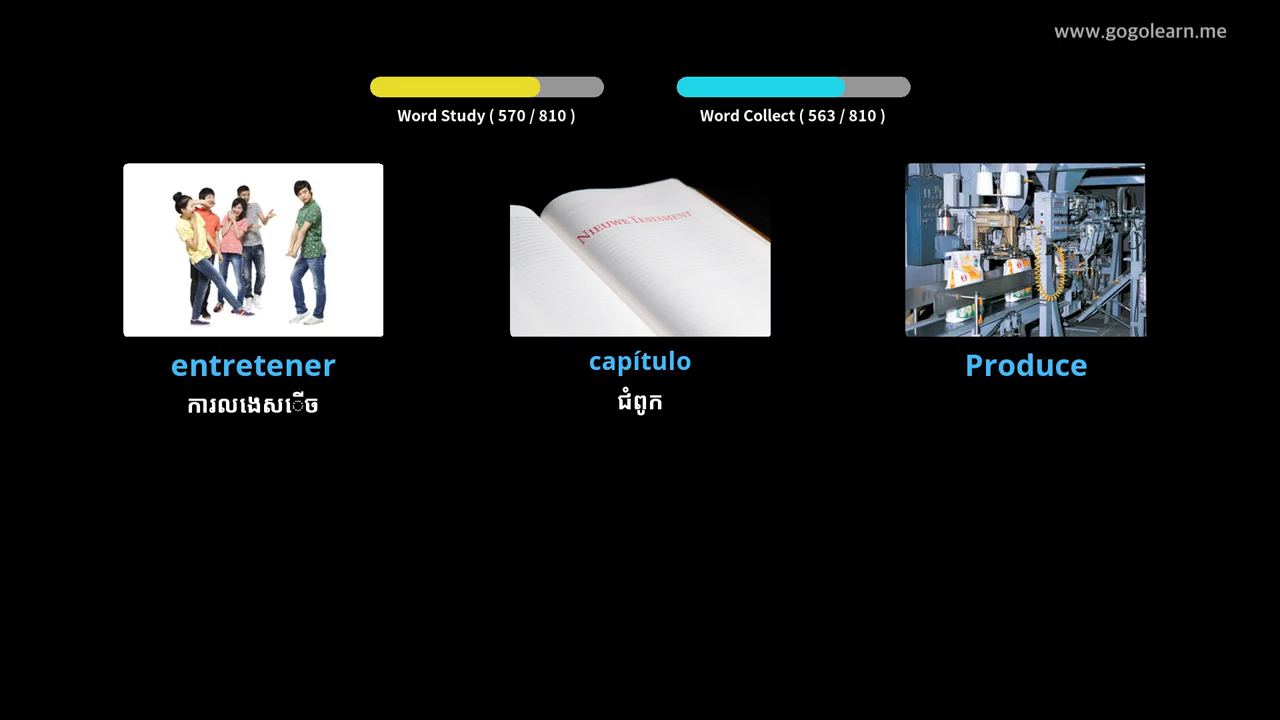 www.gogolearn.me
Word Study ( 570 / 810 )
Word Collect ( 563 / 810 )
NIEUWE TESTAMENT
entretener
capítulo
Produce
ការលងេសើច
ជំពូក